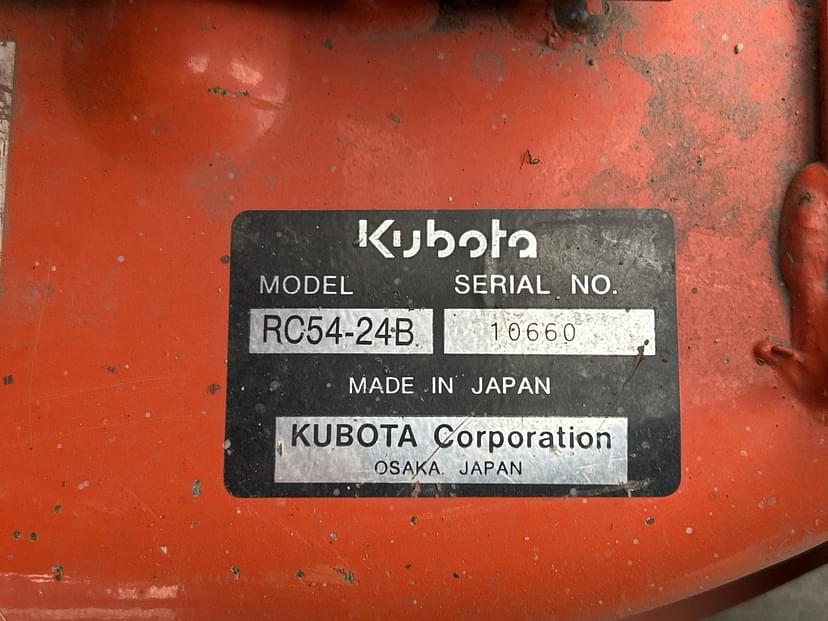 Kubota
MODEL SERIAL NO.
RC54-24B 10660
MADE IN JAPAN
KUBOTA Corporation
OSAKA. JAPAN